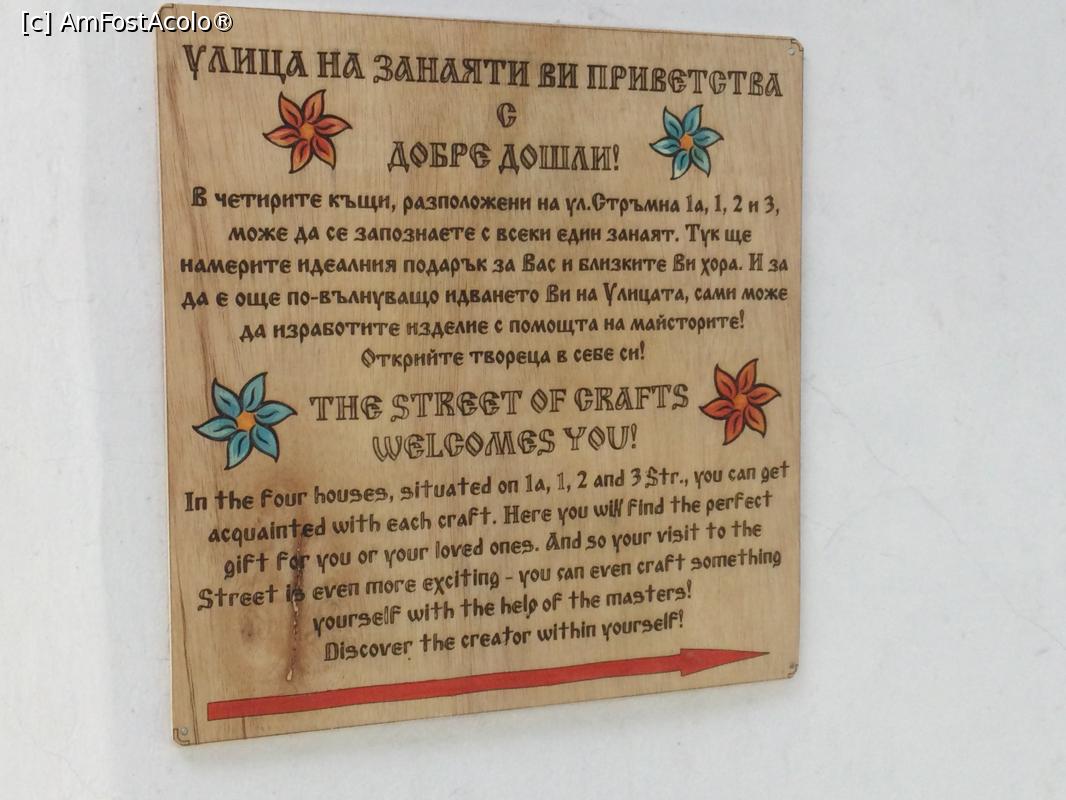 [c] AmFostAcolo®
УЛИЦА НА ЗАНАЯТИ ВИ ПРИВЕТСТВА
С
ДОБРЕ ДОШЛИ!
В четирите къщи, разположени на ул.Стръмна 1а, 1, 2 и 3,
може да се запознаете с всеки един занаят. Тук ще
намерите идеалния подарък за Вас и близките Ви хора. И за
да е още по-вълнуващо идването Ви на Улицата, сами може
да изработите изделие с помощта на майсторите!
Открийте твореца в себе си!
THE STREET OF CRAFTS
WELCOMES YOU!
In the four houses, situated on 1a, 1, 2 and 3 Str., you can get
acquainted with each craft. Here you will find the perfect
gift for you or your loved ones. And so your visit to the
Street is even more exciting - you can even craft something
yourself with the help of the masters!
Discover the creator within yourself!